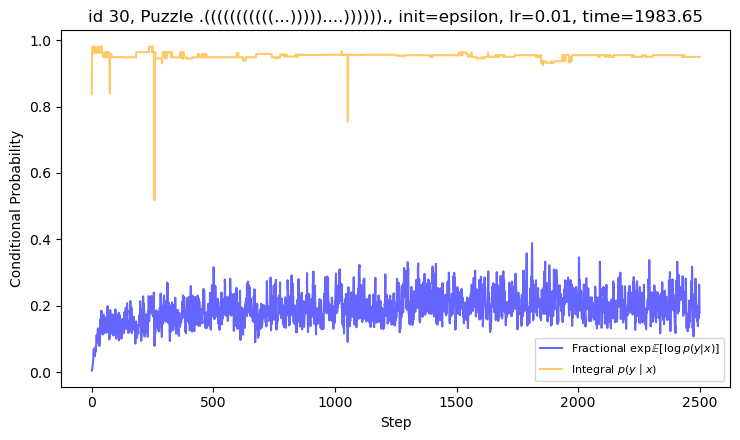 id 30, Puzzle .(((((((((((...)))))....))))))., init=epsilon, lr=0.01, time=1983.65
Conditional Probability
1.0
0.8
0.6
0.4
0.2
0.0
Fractional exp𝔼[log p(y|x)]
Integral p(y | x)
0
500
1000
1500
2000
2500
Step